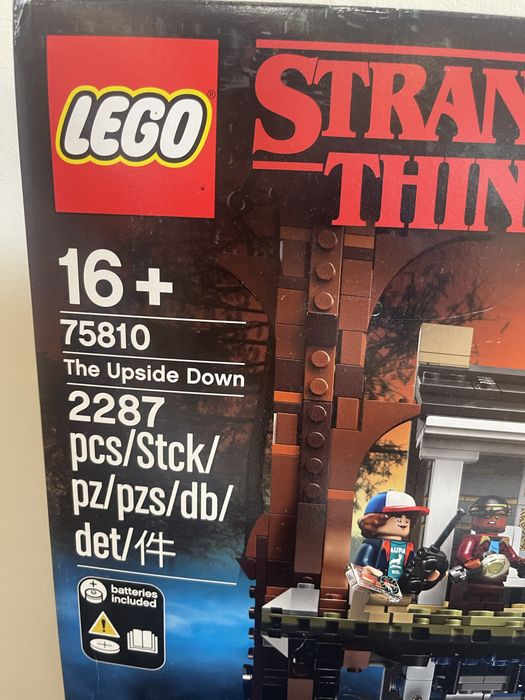 LEGO®
STRAN
THIN
16+
75810
The Upside Down
2287
pcs/Stck/
pz/pzs/db/
det/件
batteries
included